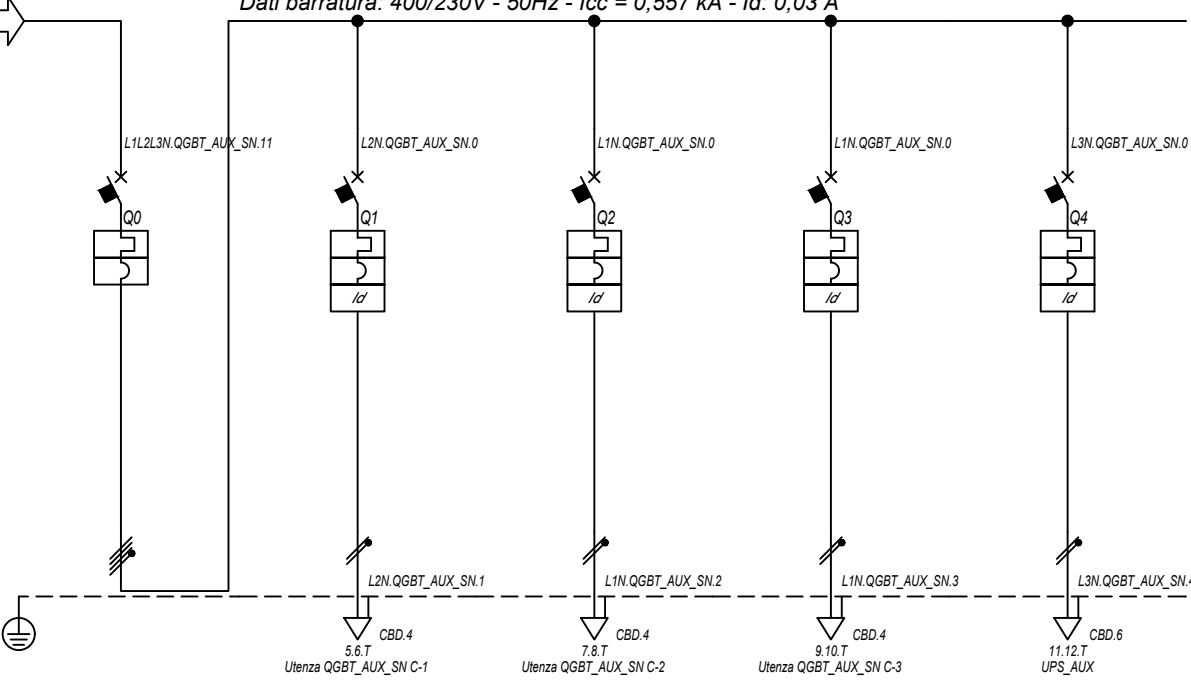 Dati barratura: 400/230V - 50Hz - Icc = 0,557 kA - Id: 0,03 A
L1L2L3N.QGBT_AUX_SN.11
L2N.QGBT_AUX_SN.0
L1N.QGBT_AUX_SN.0
L1N.QGBT_AUX_SN.0
L3N.QGBT_AUX_SN.0
Q0
Q1
Q2
Q3
Q4
Id
Id
Id
Id
L2N.QGBT_AUX_SN.1
L1N.QGBT_AUX_SN.2
L1N.QGBT_AUX_SN.3
L3N.QGBT_AUX_SN.4
CBD.4
CBD.4
CBD.4
CBD.6
5.6.T
7.8.T
9.10.T
11.12.T
Utenza QGBT_AUX_SN C-1
Utenza QGBT_AUX_SN C-2
Utenza QGBT_AUX_SN C-3
UPS_AUX